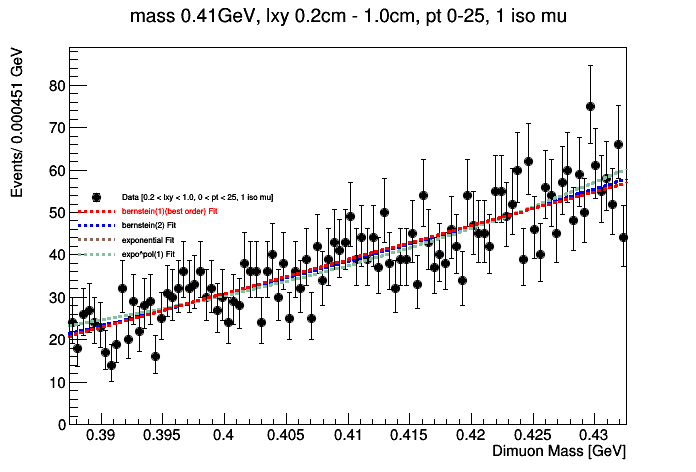 mass 0.41GeV, lxy 0.2cm - 1.0cm, pt 0-25, 1 iso mu
Events/ 0.000451 GeV
80
70
60
50
40
30
20
10
0
Data [0.2 < lxy < 1.0, 0 < pt < 25, 1 iso mu]
bernstein(1)(best order) Fit
bernstein(2) Fit
exponential Fit
expo*pol(1) Fit
0.39 0.395 0.4 0.405 0.41 0.415 0.42 0.425 0.43
Dimuon Mass [GeV]